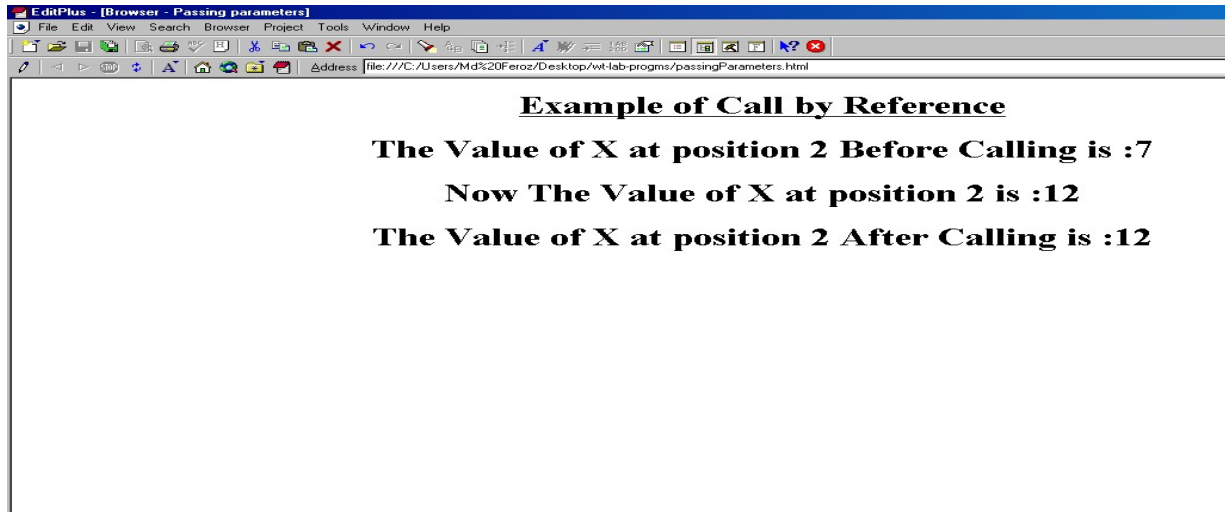 EditPlus - [Browser - Passing parameters]
File Edit View Search Browser Project Tools Window Help
Address file:///C:/Users/Md%20Feroz/Desktop/wt-lab-progms/passingParameters.html
Example of Call by Reference
The Value of X at position 2 Before Calling is :7
Now The Value of X at position 2 is :12
The Value of X at position 2 After Calling is :12